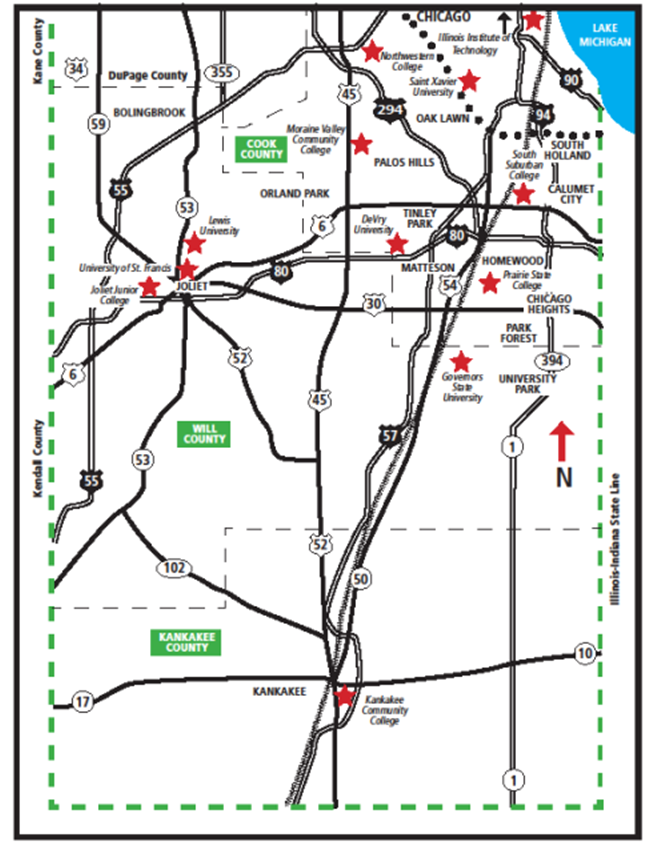 CHICAGO
LAKE
MICHIGAN
Kane County
Illinois Institute of
Technology
34
DuPage County
355
Northwestern
College
90
Saint Xavier
University
45
294
BOLINGBROOK
59
OAK LAWN
94
Moraine Valley
Community
College
COOK
COUNTY
PALOS HILLS
SOUTH
HOLLAND
South
Suburban
College
55
ORLAND PARK
CALUMET
CITY
53
Lewis
University
6
DeVry
University
TINLEY
PARK
80
University of St. Francis
80
MATTESON
HOMEWOOD
Joliet Junior
College
JOLIET
54
Prairie State
College
30
CHICAGO
HEIGHTS
PARK
FOREST
52
394
6
Governors
State
University
UNIVERSITY
PARK
45
WILL
COUNTY
57
1
Kendall County
53
N
55
Illinois-Indiana State Line
52
102
50
KANKAKEE
COUNTY
10
KANKAKEE
17
Kankakee
Community
College
1